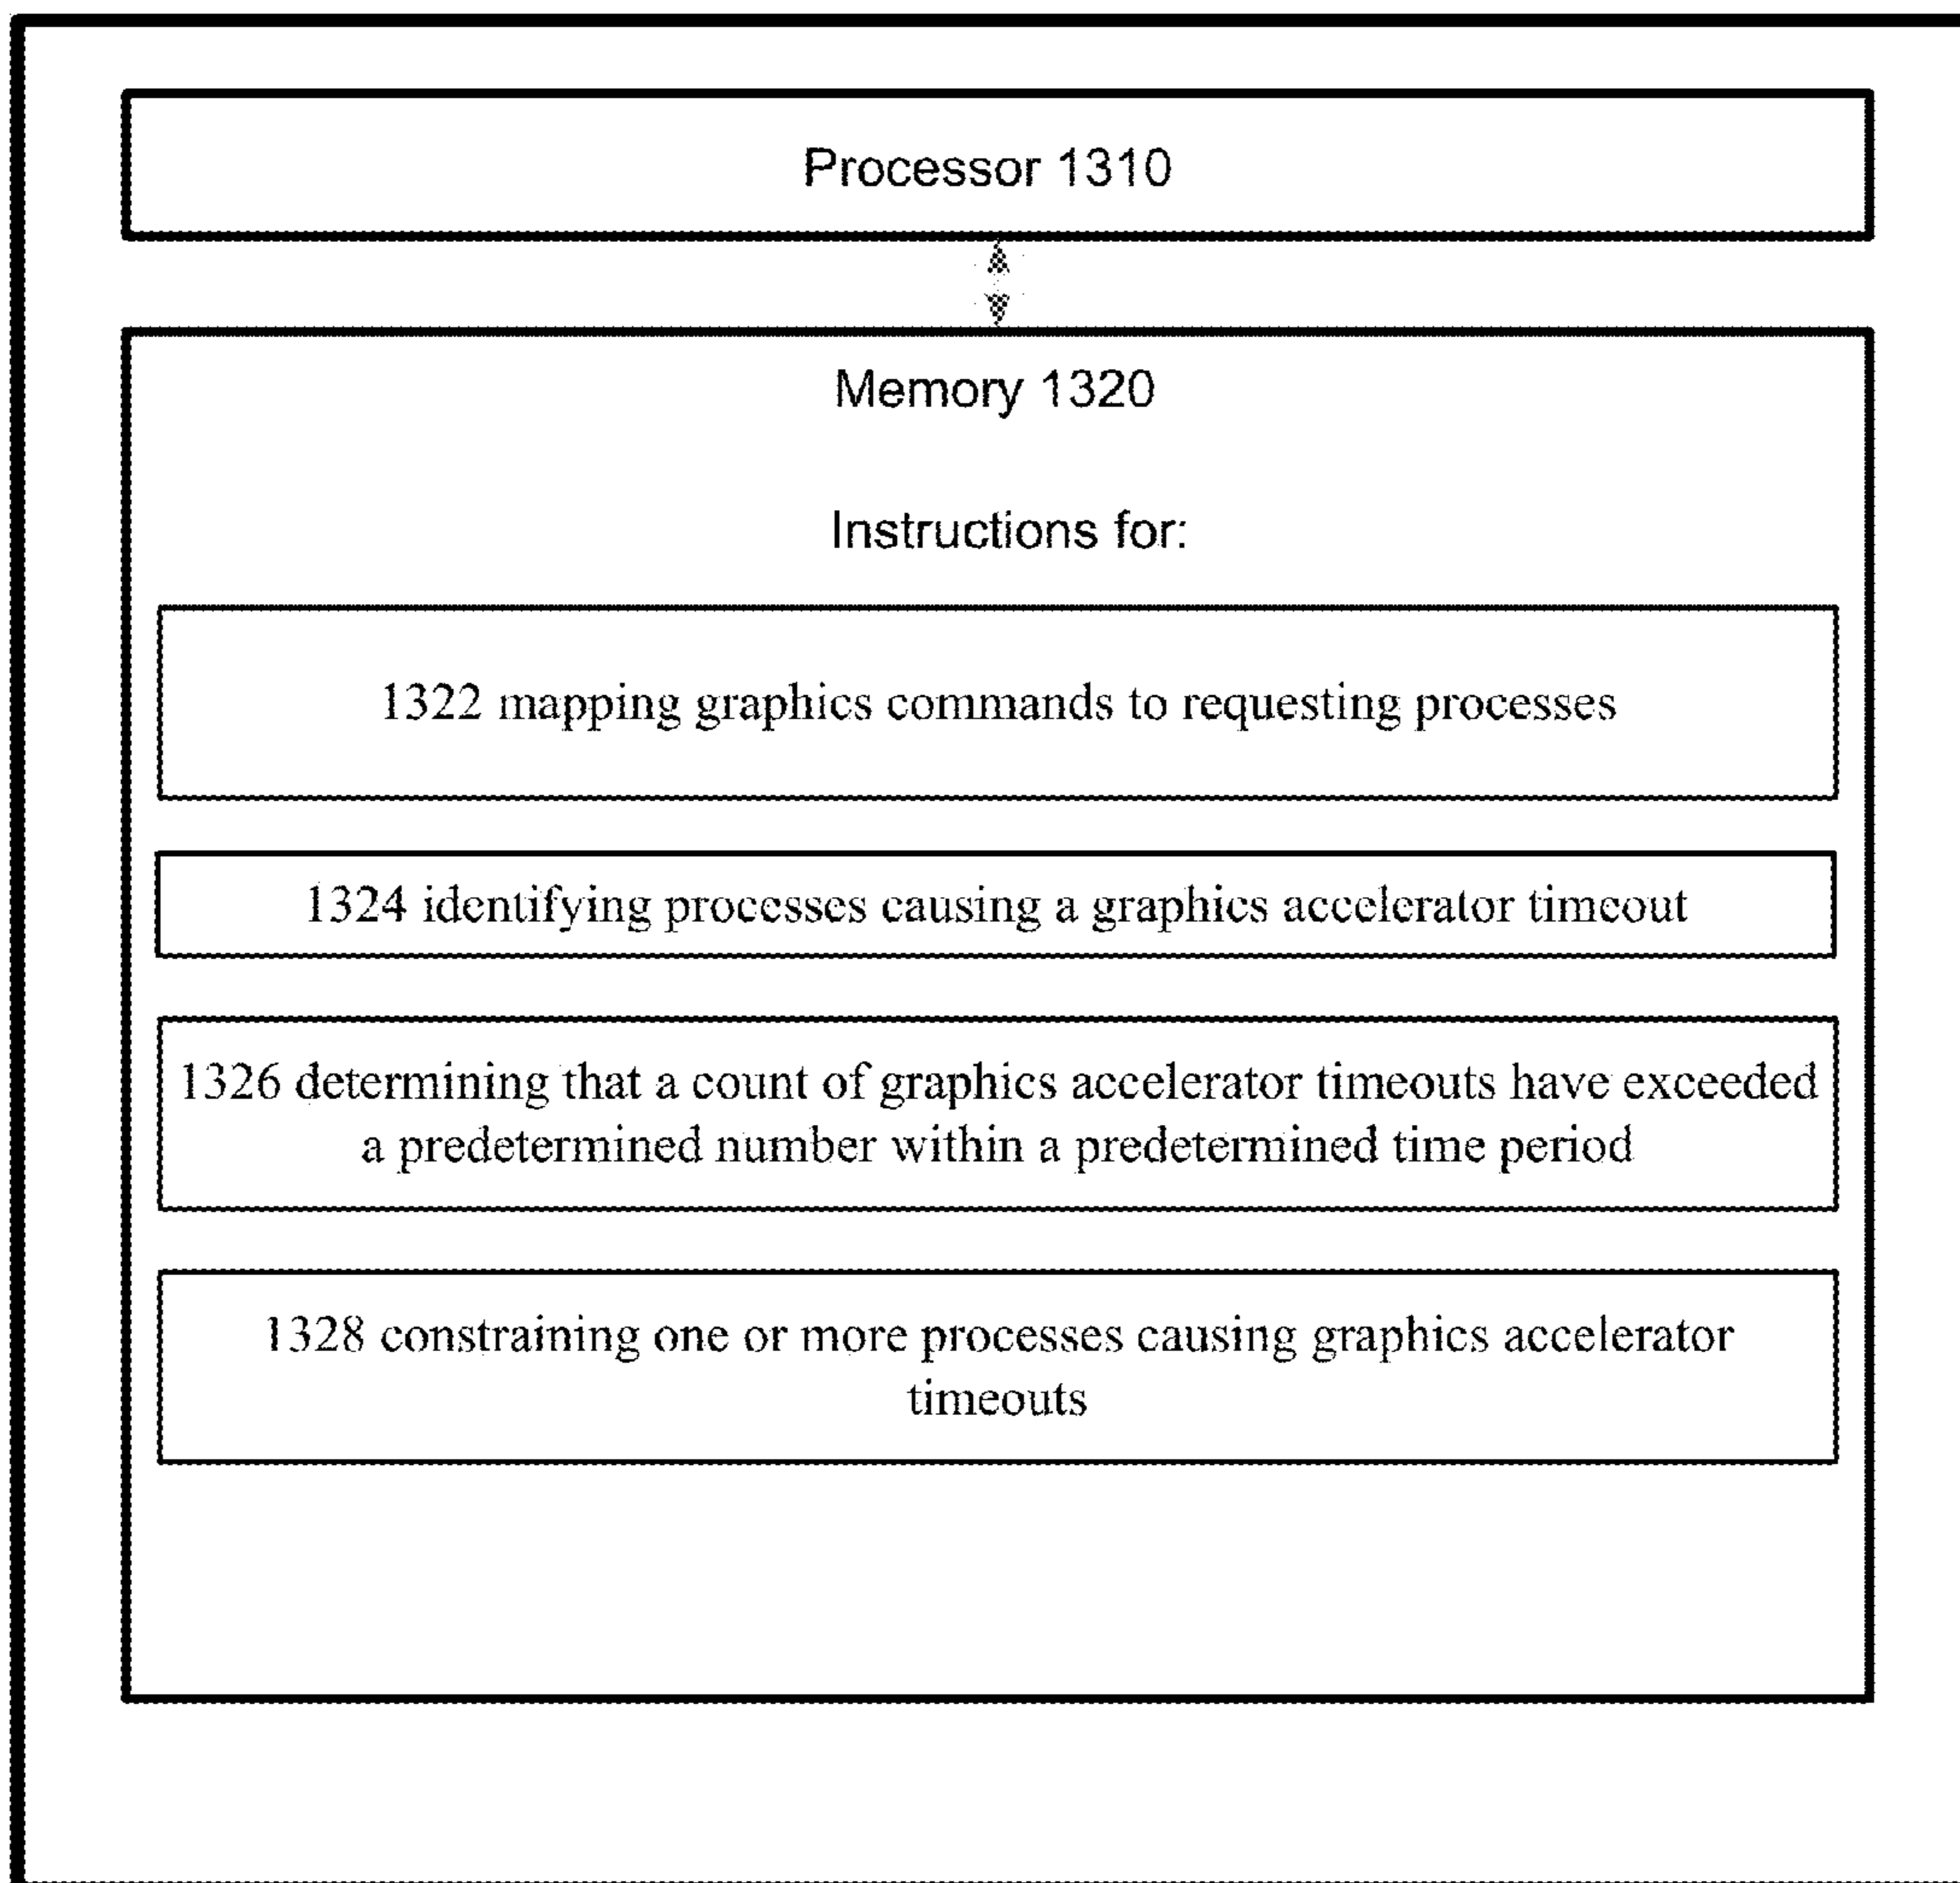 Processor 1310
Memory 1320
Instructions for:
1322 mapping graphics commands to requesting processes
1324 identifying processes causing a graphics accelerator timeout
1326 determining that a count of graphics accelerator timeouts have exceeded
a predetermined number within a predetermined time period
1328 constraining one or more processes causing graphics accelerator
timeouts